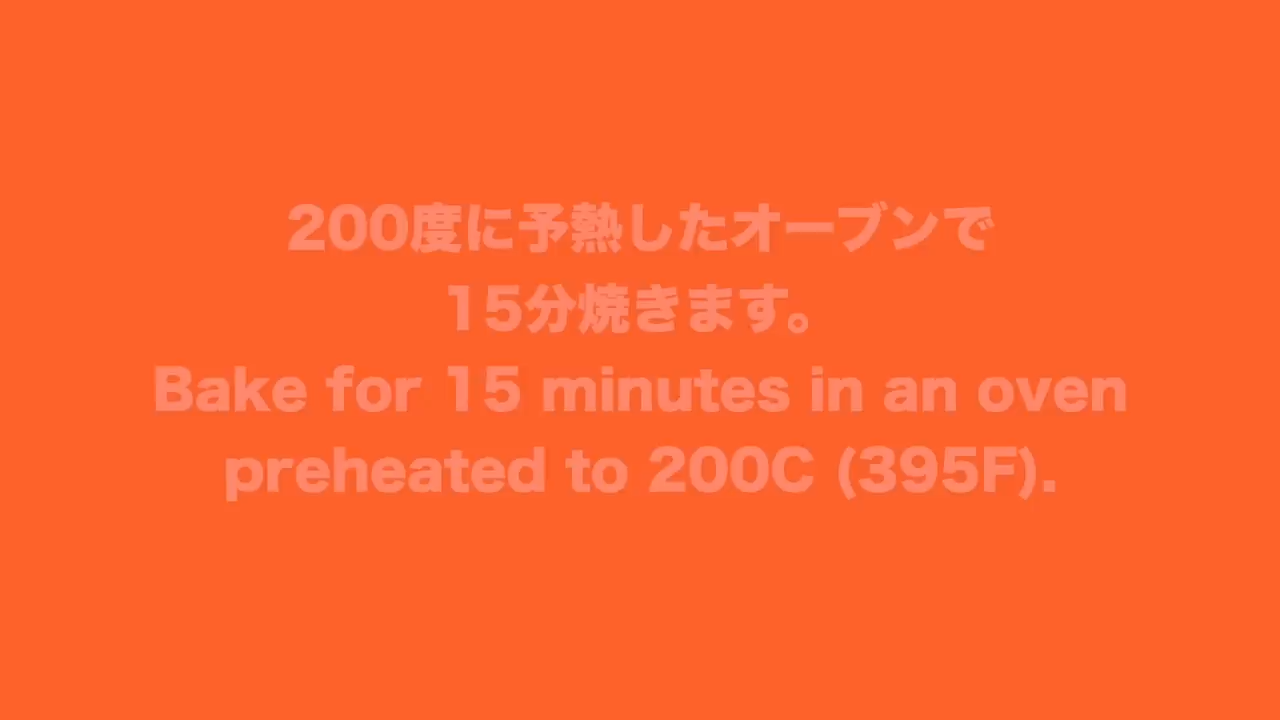 200度に予熱したオーブンで
15分焼きます。
Bake for 15 minutes in an oven
preheated to 200C (395F).